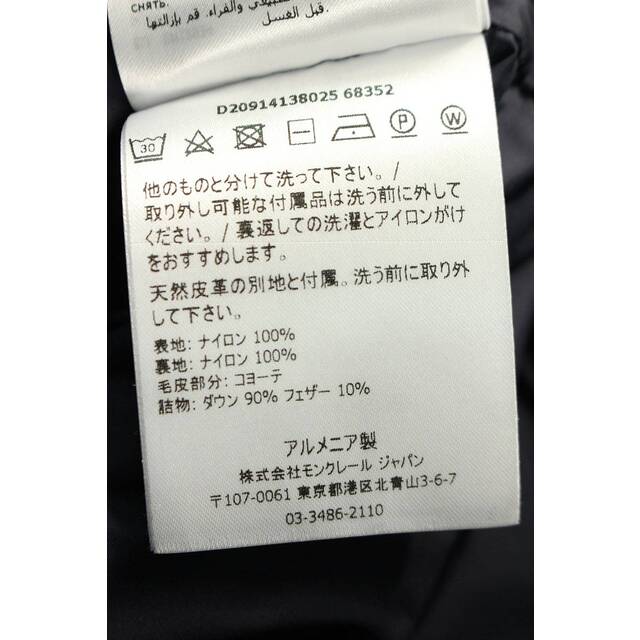 СНЯТЬ.
قبل الغسل.
D20914138025 68352
30
P
W
他のものと分けて洗って下さい。/
取り外し可能な付属品は洗う前に外して
ください。/ 裏返しての洗濯とアイロンがけ
をおすすめします。
天然皮革の別地と付属。洗う前に取り外
して下さい。
表地: ナイロン 100%
裏地: ナイロン 100%
毛皮部分: コヨーテ
詰物: ダウン 90% フェザー 10%
アルメニア製
株式会社モンクレール ジャパン
〒107-0061 東京都港区北青山3-6-7
03-3486-2110